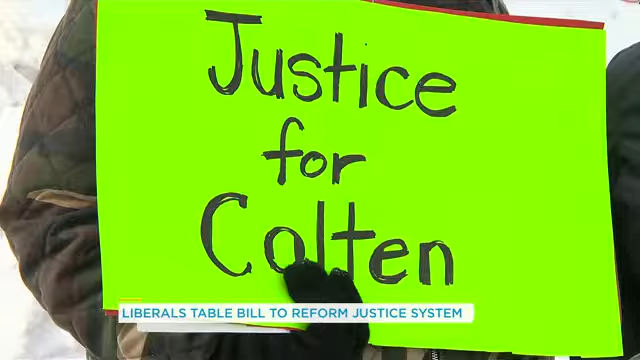 Justice
for
Colten
LIBERALS TABLE BILL TO REFORM JUSTICE SYSTEM